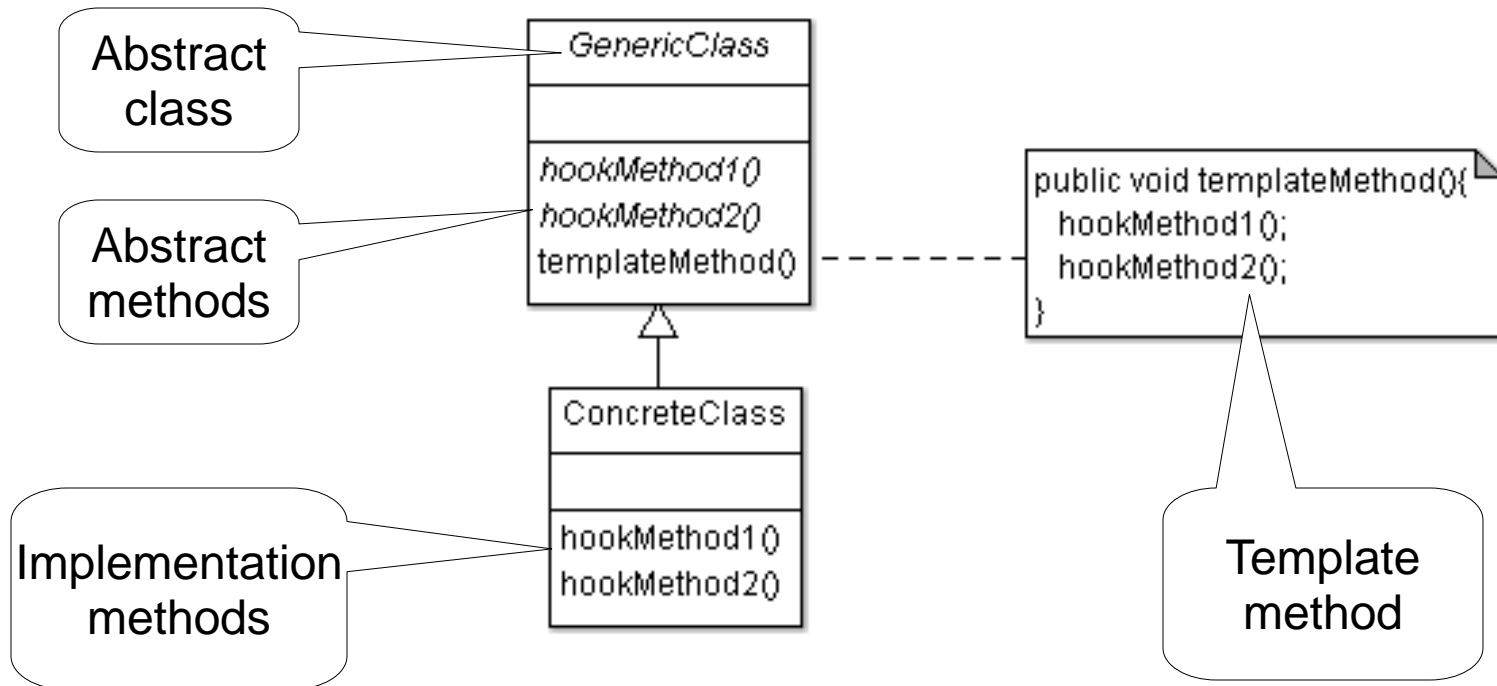 Abstract
class
GenericClass
hookMethod1()
hookMethod2()
templateMethod()
Abstract
methods
public void templateMethod(){
hookMethod1();
hookMethod2();
}
ConcreteClass
hookMethod1()
hookMethod2()
Implementation
methods
Template
method